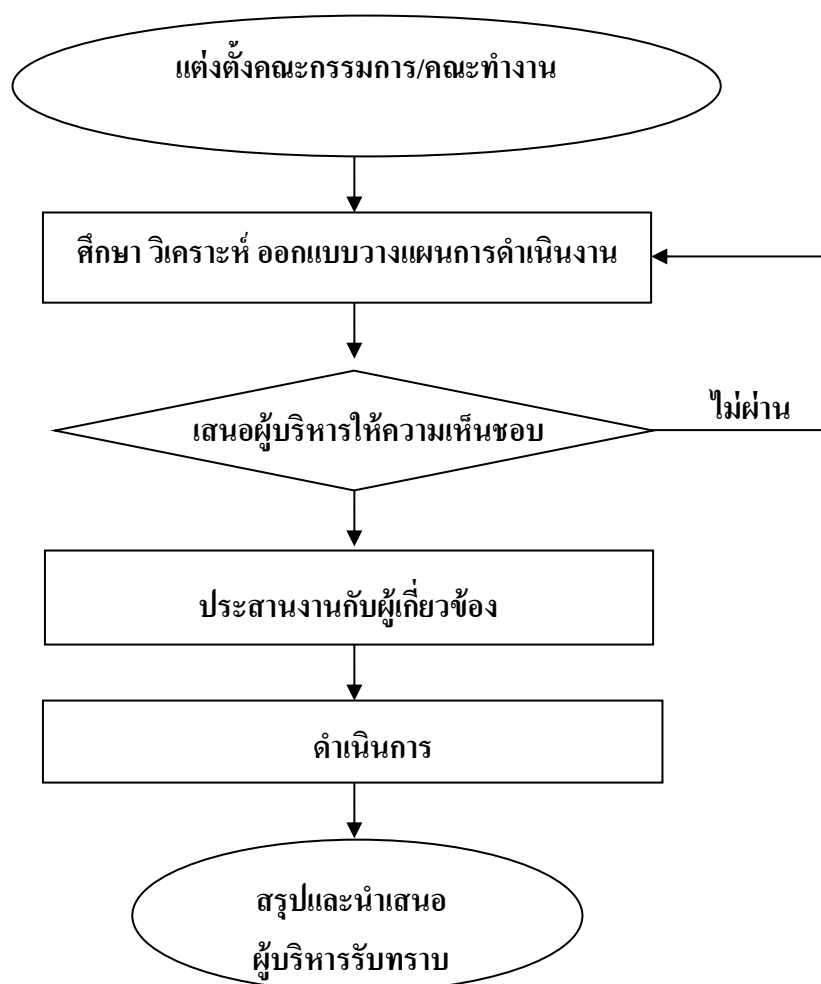 แต่งตั้งคณะกรรมการ/คณะทำงาน
ศึกษา วิเคราะห์ ออกแบบวางแผนการดำเนินงาน
ไม่ผ่าน
เสนอผู้บริหารให้ความเห็นชอบ
ประสานงานกับผู้เกี่ยวข้อง
ดำเนินการ
สรุปและนำเสนอ
ผู้บริหารรับทราบ